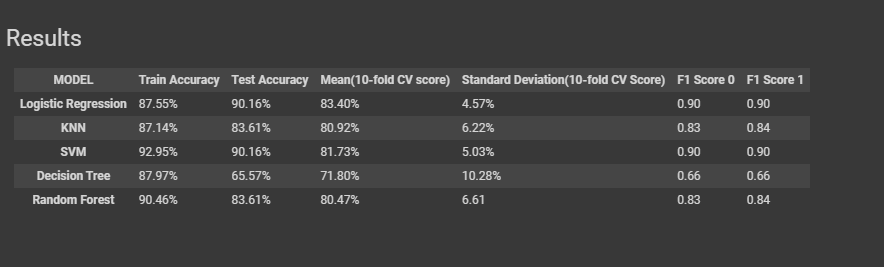 Results
MODEL Train Accuracy Test Accuracy Mean(10-fold CV score) Standard Deviation(10-fold CV Score) F1 Score 0 F1 Score 1
Logistic Regression 87.55% 90.16% 83.40% 4.57% 0.90 0.90
KNN 87.14% 83.61% 80.92% 6.22% 0.83 0.84
SVM 92.95% 90.16% 81.73% 5.03% 0.90 0.90
Decision Tree 87.97% 65.57% 71.80% 10.28% 0.66 0.66
Random Forest 90.46% 83.61% 80.47% 6.61 0.83 0.84